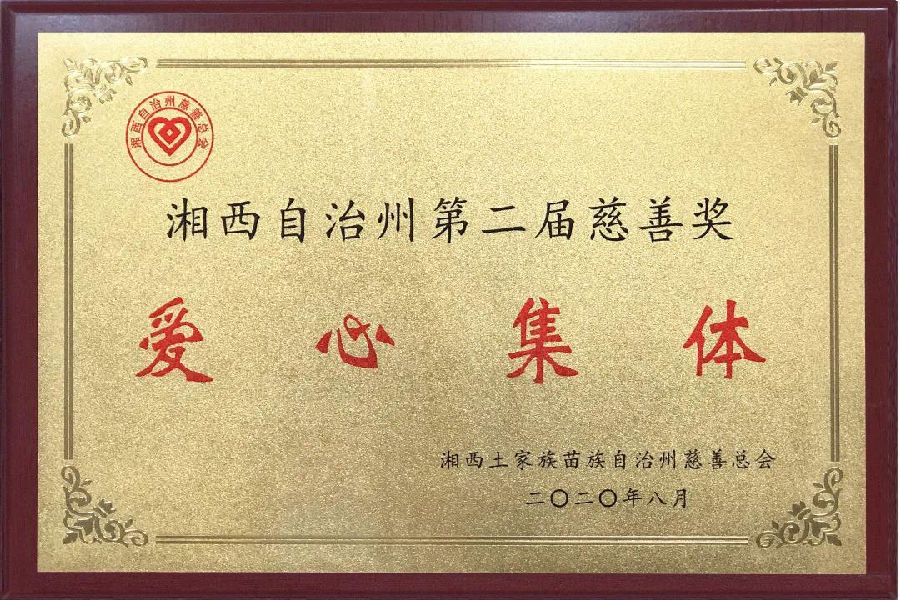 湘西自治州慈善总会
湘西自治州第二届慈善奖
爱心集体
湘西土家族苗族自治州慈善总会
二〇二〇年八月